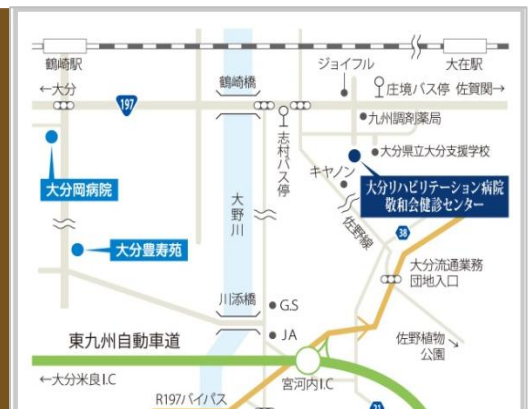 鶴崎駅
大在駅
ジョイフル
鶴崎橋
←大分
庄境バス停
佐賀関→
197
九州調剤薬局
志村バス停
大分県立大分支援学校
キヤノン
大分岡病院
大分リハビリテーション病院
敬和会健診センター
大野川
佐野線
38
大分豊寿苑
大分流通業務
団地入口
川添橋
G.S
JA
東九州自動車道
佐野植物
公園
←大分米良I.C
宮河内I.C
R197バイパス
21